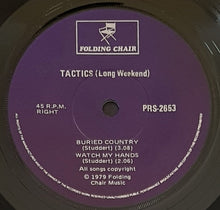 FOLDING CHAIR
TACTICS (Long Weekend)
45 R.P.M.
RIGHT
PRS-2653
BURIED COUNTRY
(Studdert) (3.08)
WATCH MY HANDS
(Studdert) (2.06)
All songs copyright
© 1979 Folding
Chair Music